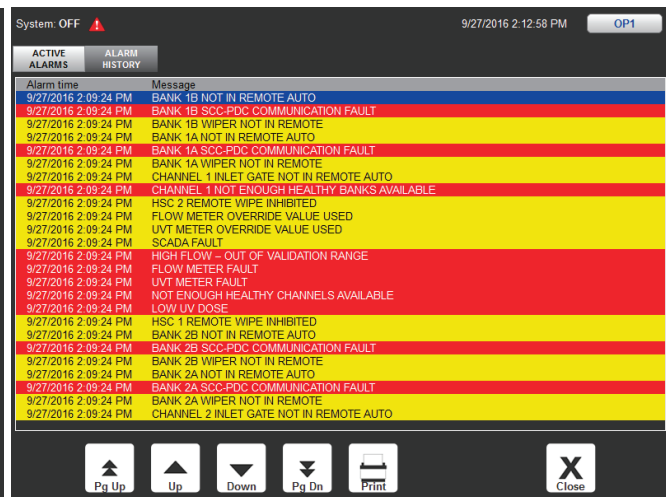 System: OFF 9/27/2016 2:12:58 PM OP1
ACTIVE ALARMS ALARM HISTORY
Alarm time Message
9/27/2016 2:09:24 PM BANK 1B NOT IN REMOTE AUTO
9/27/2016 2:09:24 PM BANK 1B SCC-PDC COMMUNICATION FAULT
9/27/2016 2:09:24 PM BANK 1B WIPER NOT IN REMOTE
9/27/2016 2:09:24 PM BANK 1A NOT IN REMOTE AUTO
9/27/2016 2:09:24 PM BANK 1A SCC-PDC COMMUNICATION FAULT
9/27/2016 2:09:24 PM BANK 1A WIPER NOT IN REMOTE
9/27/2016 2:09:24 PM CHANNEL 1 INLET GATE NOT IN REMOTE AUTO
9/27/2016 2:09:24 PM CHANNEL 1 NOT ENOUGH HEALTHY BANKS AVAILABLE
9/27/2016 2:09:24 PM HSC 2 REMOTE WIPE INHIBITED
9/27/2016 2:09:24 PM FLOW METER OVERRIDE VALUE USED
9/27/2016 2:09:24 PM UVT METER OVERRIDE VALUE USED
9/27/2016 2:09:24 PM SCADA FAULT
9/27/2016 2:09:24 PM HIGH FLOW – OUT OF VALIDATION RANGE
9/27/2016 2:09:24 PM FLOW METER FAULT
9/27/2016 2:09:24 PM UVT METER FAULT
9/27/2016 2:09:24 PM NOT ENOUGH HEALTHY CHANNELS AVAILABLE
9/27/2016 2:09:24 PM LOW UV DOSE
9/27/2016 2:09:24 PM HSC 1 REMOTE WIPE INHIBITED
9/27/2016 2:09:24 PM BANK 2B NOT IN REMOTE AUTO
9/27/2016 2:09:24 PM BANK 2B SCC-PDC COMMUNICATION FAULT
9/27/2016 2:09:24 PM BANK 2B WIPER NOT IN REMOTE
9/27/2016 2:09:24 PM BANK 2A NOT IN REMOTE AUTO
9/27/2016 2:09:24 PM BANK 2A SCC-PDC COMMUNICATION FAULT
9/27/2016 2:09:24 PM BANK 2A WIPER NOT IN REMOTE
9/27/2016 2:09:24 PM CHANNEL 2 INLET GATE NOT IN REMOTE AUTO
Pg Up Up Down Pg Dn Print X Close